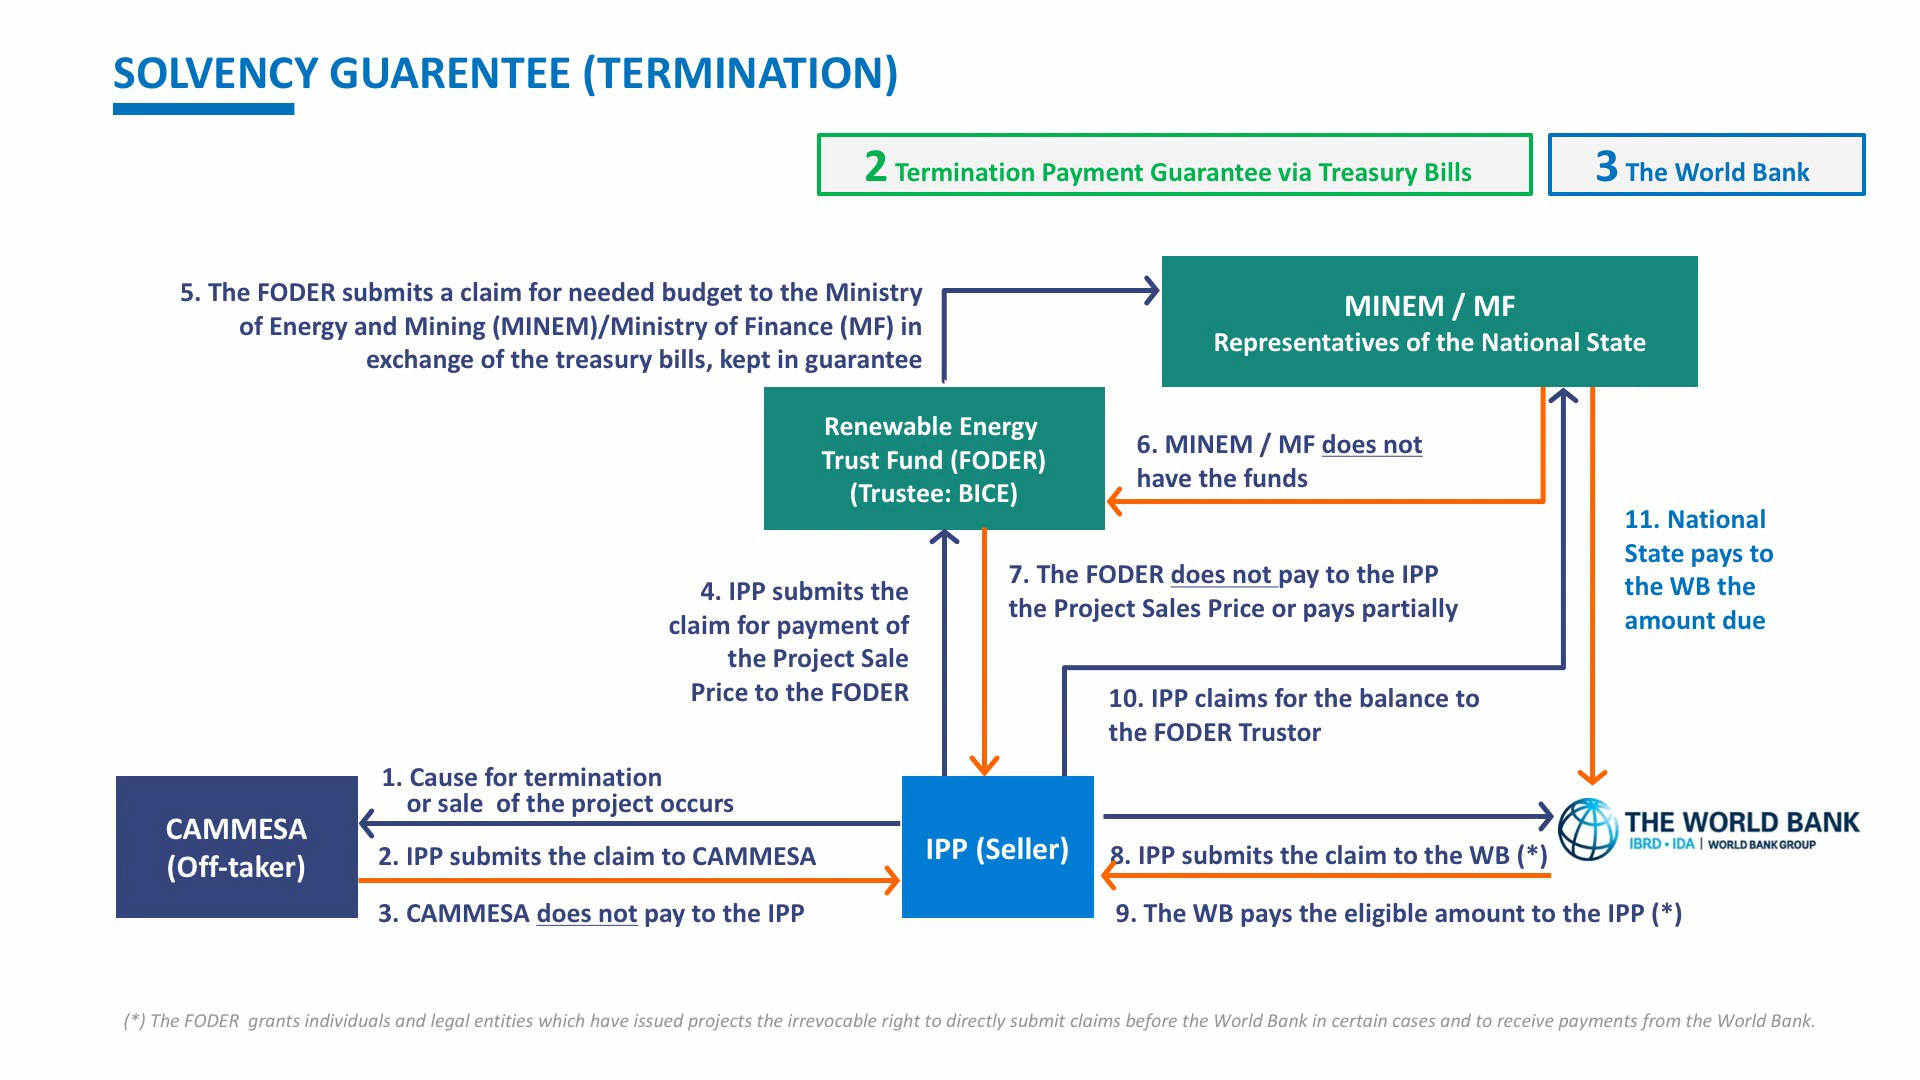 SOLVENCY GUARENTEE (TERMINATION)
2 Termination Payment Guarantee via Treasury Bills
3 The World Bank
5. The FODER submits a claim for needed budget to the Ministry
of Energy and Mining (MINEM)/Ministry of Finance (MF) in
exchange of the treasury bills, kept in guarantee
MINEM / MF
Representatives of the National State
Renewable Energy
Trust Fund (FODER)
(Trustee: BICE)
6. MINEM / MF does not
have the funds
11. National
State pays to
the WB the
amount due
4. IPP submits the
claim for payment of
the Project Sale
Price to the FODER
7. The FODER does not pay to the IPP
the Project Sales Price or pays partially
10. IPP claims for the balance to
the FODER Trustor
1. Cause for termination
or sale  of the project occurs
CAMMESA
(Off-taker)
2. IPP submits the claim to CAMMESA
3. CAMMESA does not pay to the IPP
IPP (Seller)
8. IPP submits the claim to the WB (*)
9. The WB pays the eligible amount to the IPP (*)
THE WORLD BANK
IBRD • IDA | WORLD BANK GROUP
(*) The FODER  grants individuals and legal entities which have issued projects the irrevocable right to directly submit claims before the World Bank in certain cases and to receive payments from the World Bank.